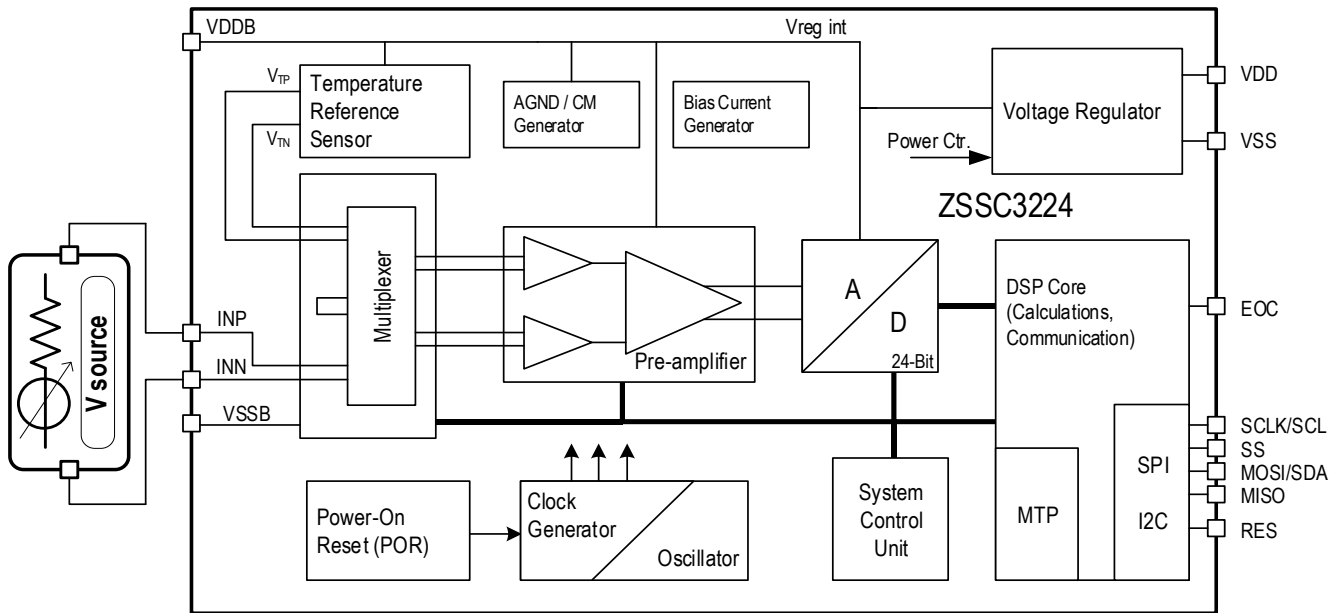 VDDB
Vreg int
VTP
VTN
Temperature
Reference
Sensor
AGND / CM
Generator
Bias Current
Generator
Voltage Regulator
VDD
VSS
Power Ctr.
ZSSC3224
V source
INP
INN
VSSB
Multiplexer
Pre-amplifier
A
D
24-Bit
DSP Core
(Calculations,
Communication)
EOC
SCLK/SCL
SS
MOSI/SDA
MISO
RES
SPI
I2C
MTP
Power-On
Reset (POR)
Clock
Generator
Oscillator
System
Control
Unit